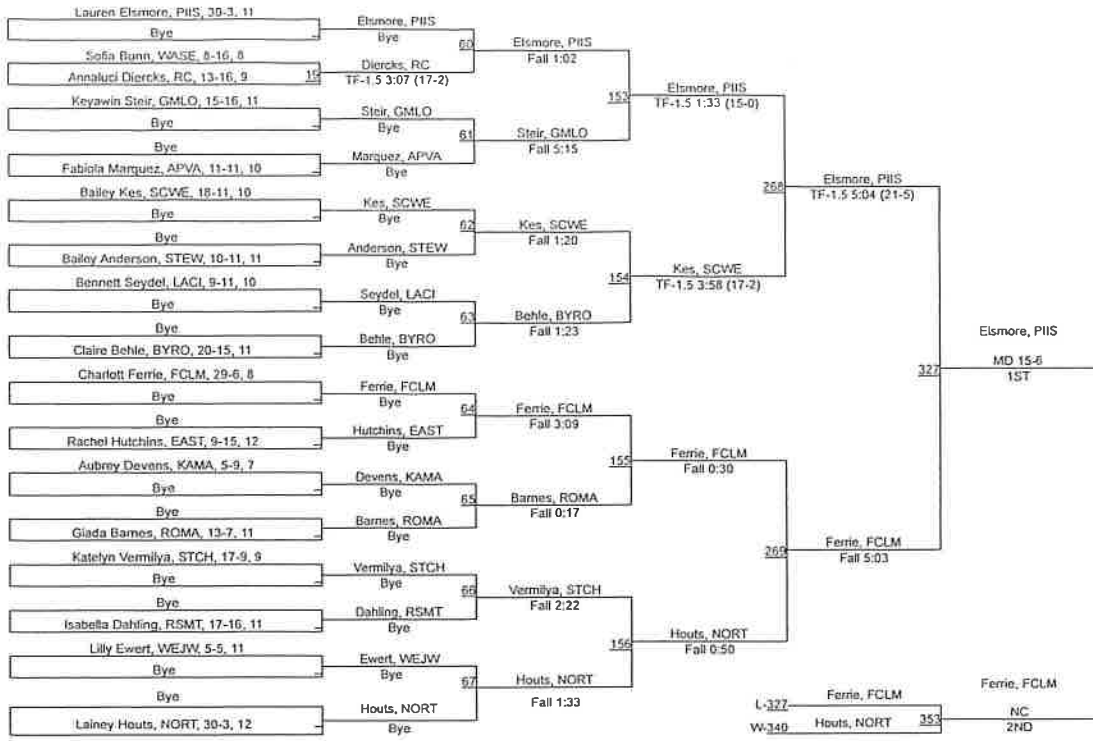 Lauren Elsmore, PIIS, 30-3, 11
Bye
Sofia Bunn, WASE, 8-16, 8
Annaluci Diercks, RC, 13-16, 9
19
Keyawin Steir, GMLO, 15-16, 11
Bye
Bye
Fabiola Marquez, APVA, 11-11, 10
Bailey Kes, SCWE, 18-11, 10
Bye
Bye
Bailey Anderson, STEW, 10-11, 11
Bennett Seydel, LACI, 9-11, 10
Bye
Bye
Claire Behle, BYRO, 20-15, 11
Charlott Ferrie, FCLM, 29-6, 8
Bye
Bye
Rachel Hutchins, EAST, 9-15, 12
Aubrey Devens, KAMA, 5-9, 7
Bye
Bye
Giada Barnes, ROMA, 13-7, 11
Katelyn Vermilya, STCH, 17-9, 9
Bye
Bye
Isabella Dahling, RSMT, 17-16, 11
Lilly Ewert, WEJW, 5-5, 11
Bye
Bye
Lainey Houts, NORT, 30-3, 12
Elsmore, PIIS
Bye
60
Diercks, RC
TF-1.5 3:07 (17-2)
Steir, GMLO
Bye
61
Marquez, APVA
Bye
Kes, SCWE
Bye
62
Anderson, STEW
Bye
Seydel, LACI
Bye
63
Behle, BYRO
Bye
Ferrie, FCLM
Bye
64
Hutchins, EAST
Bye
Devens, KAMA
Bye
65
Barnes, ROMA
Bye
Vermilya, STCH
Bye
66
Dahling, RSMT
Bye
Ewert, WEJW
Bye
67
Houts, NORT
Bye
Elsmore, PIIS
Fall 1:02
153
Steir, GMLO
Fall 5:15
Kes, SCWE
Fall 1:20
154
Behle, BYRO
Fall 1:23
Ferrie, FCLM
Fall 3:09
155
Barnes, ROMA
Fall 0:17
Vermilya, STCH
Fall 2:22
156
Houts, NORT
Fall 1:33
Elsmore, PIIS
TF-1.5 1:33 (15-0)
268
Kes, SCWE
TF-1.5 3:58 (17-2)
Ferrie, FCLM
Fall 0:30
269
Houts, NORT
Fall 0:50
Elsmore, PIIS
TF-1.5 5:04 (21-5)
327
Ferrie, FCLM
Fall 5:03
Elsmore, PIIS
MD 15-6
1ST
L-327 Ferrie, FCLM
W-340 Houts, NORT
353
Ferrie, FCLM
NC
2ND